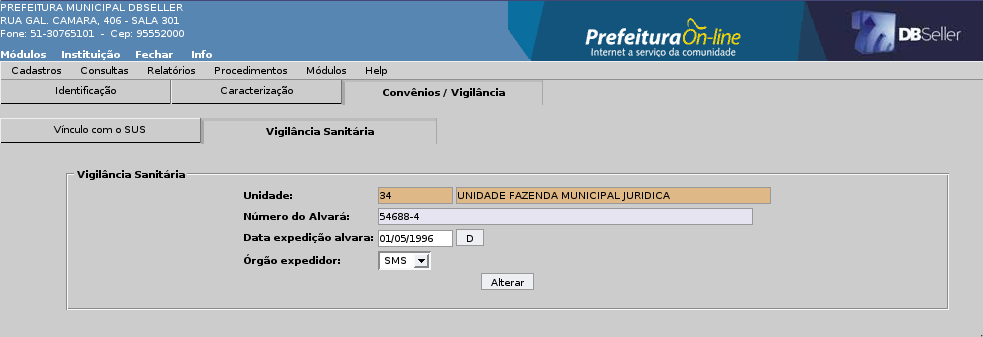 PREFEITURA MUNICIPAL DBSELLER
RUA GAL. CAMARA, 406 - SALA 301
Fone: 51-30765101 - Cep: 95552000
Módulos Instituição Fechar Info
PrefeituraOn-line
Internet a serviço da comunidade
DBSeller
Cadastros Consultas Relatórios Procedimentos Módulos Help
Identificação Caracterização Convênios / Vigilância
Vínculo com o SUS Vigilância Sanitária
Vigilância Sanitária
Unidade: 34 UNIDADE FAZENDA MUNICIPAL JURIDICA
Número do Alvará: 54688-4
Data expedição alvara: 01/05/1996 D
Órgão expedidor: SMS
Alterar